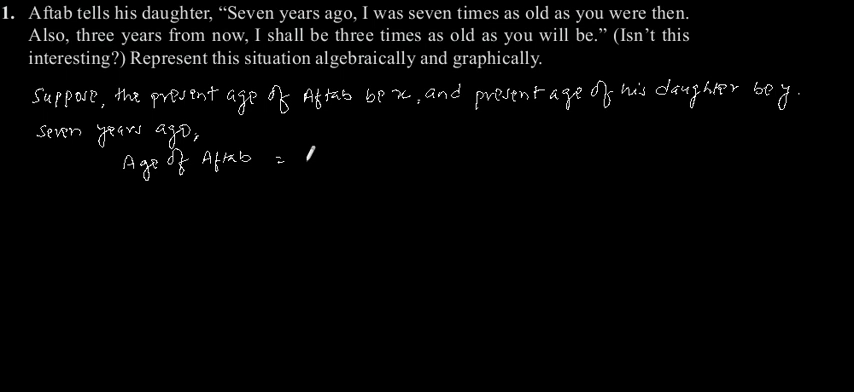 1. Aftab tells his daughter, “Seven years ago, I was seven times as old as you were then.
Also, three years from now, I shall be three times as old as you will be.” (Isn’t this
interesting?) Represent this situation algebraically and graphically.
Suppose, the present age of Aftab be x, and present age of his daughter be y.
Seven years ago,
Age of Aftab =